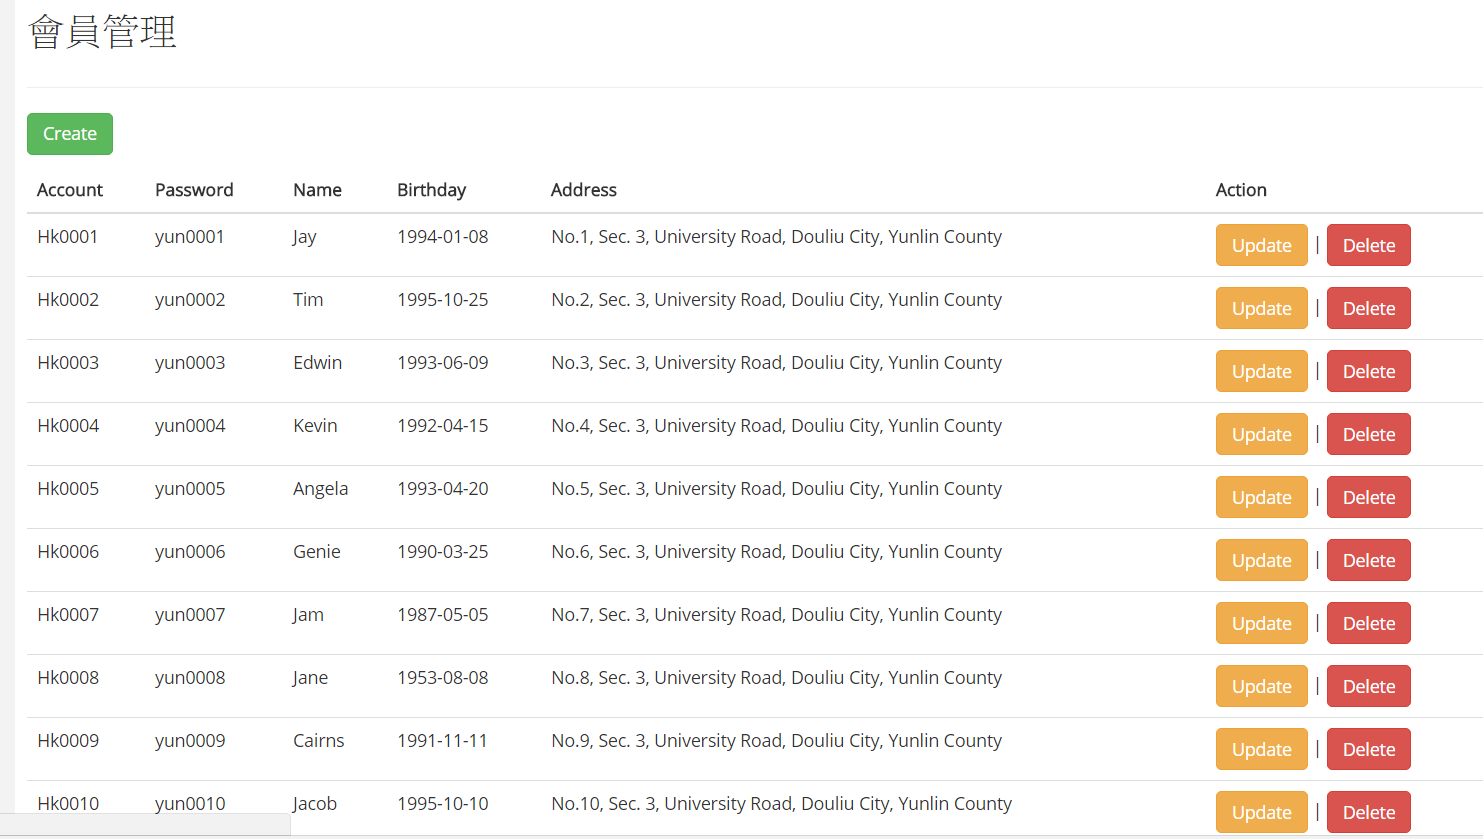 會員管理
Create
Account Password Name Birthday Address Action
Hk0001 yun0001 Jay 1994-01-08 No.1, Sec. 3, University Road, Douliu City, Yunlin County Update | Delete
Hk0002 yun0002 Tim 1995-10-25 No.2, Sec. 3, University Road, Douliu City, Yunlin County Update | Delete
Hk0003 yun0003 Edwin 1993-06-09 No.3, Sec. 3, University Road, Douliu City, Yunlin County Update | Delete
Hk0004 yun0004 Kevin 1992-04-15 No.4, Sec. 3, University Road, Douliu City, Yunlin County Update | Delete
Hk0005 yun0005 Angela 1993-04-20 No.5, Sec. 3, University Road, Douliu City, Yunlin County Update | Delete
Hk0006 yun0006 Genie 1990-03-25 No.6, Sec. 3, University Road, Douliu City, Yunlin County Update | Delete
Hk0007 yun0007 Jam 1987-05-05 No.7, Sec. 3, University Road, Douliu City, Yunlin County Update | Delete
Hk0008 yun0008 Jane 1953-08-08 No.8, Sec. 3, University Road, Douliu City, Yunlin County Update | Delete
Hk0009 yun0009 Cairns 1991-11-11 No.9, Sec. 3, University Road, Douliu City, Yunlin County Update | Delete
Hk0010 yun0010 Jacob 1995-10-10 No.10, Sec. 3, University Road, Douliu City, Yunlin County Update | Delete